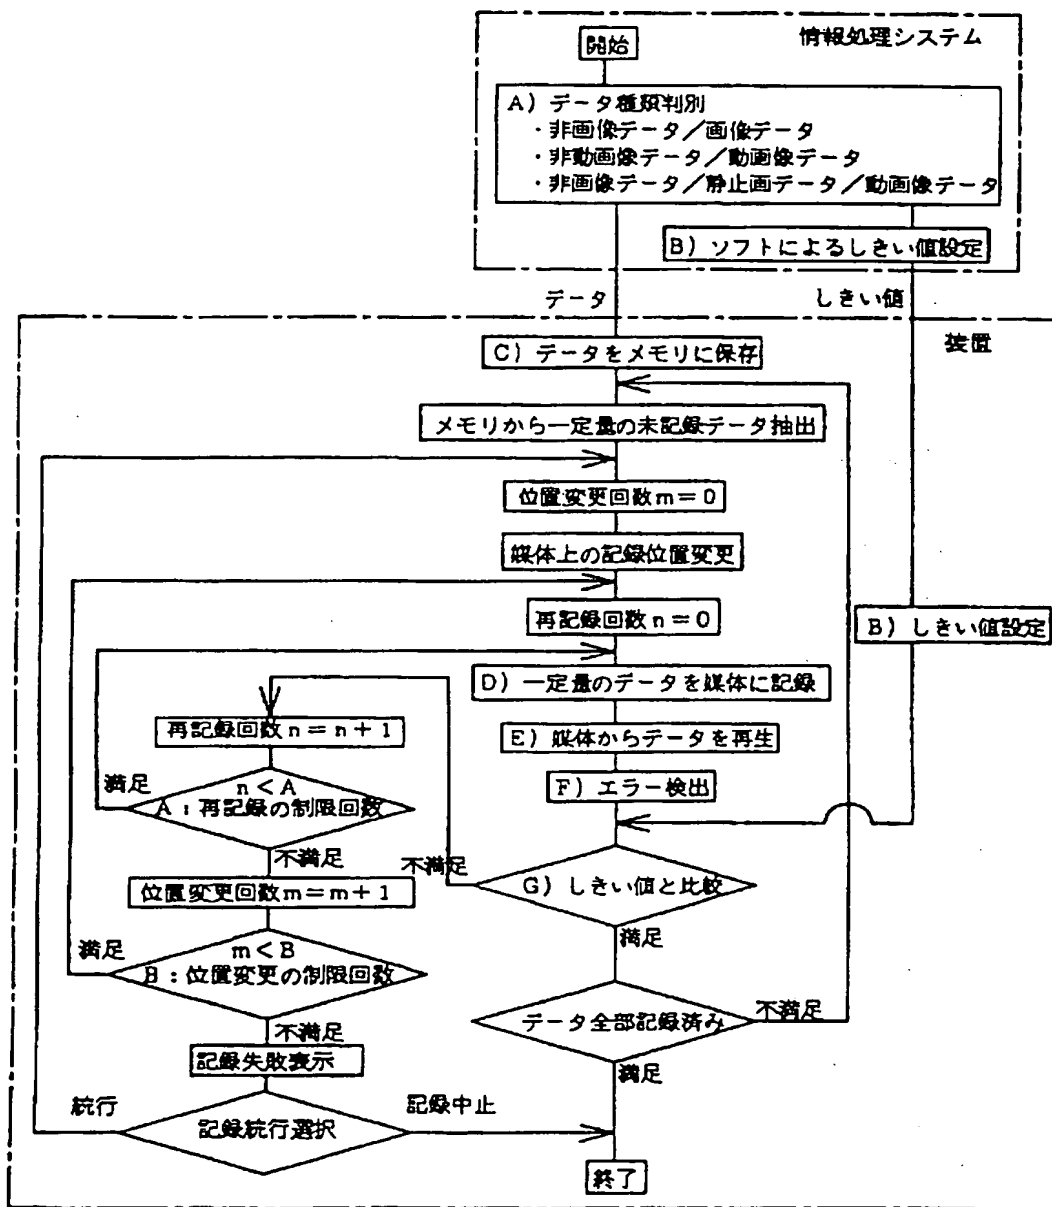 開始
情報処理システム
A) データ種類判別
・非画像データ/画像データ
・非動画像データ/動画像データ
・非画像データ/静止画データ/動画像データ
B) ソフトによるしきい値設定
データ
しきい値
装置
C) データをメモリに保存
メモリから一定量の未記録データ抽出
位置変更回数m=0
媒体上の記録位置変更
再記録回数n=0
B) しきい値設定
D) 一定量のデータを媒体に記録
再記録回数n=n+1
E) 媒体からデータを再生
満足
n<A
A:再記録の制限回数
F) エラー検出
不満足
不満足
位置変更回数m=m+1
G) しきい値と比較
満足
満足
m<B
B:位置変更の制限回数
不満足
データ全部記録済み
不満足
記録失敗表示
満足
続行
記録中止
記録続行選択
終了